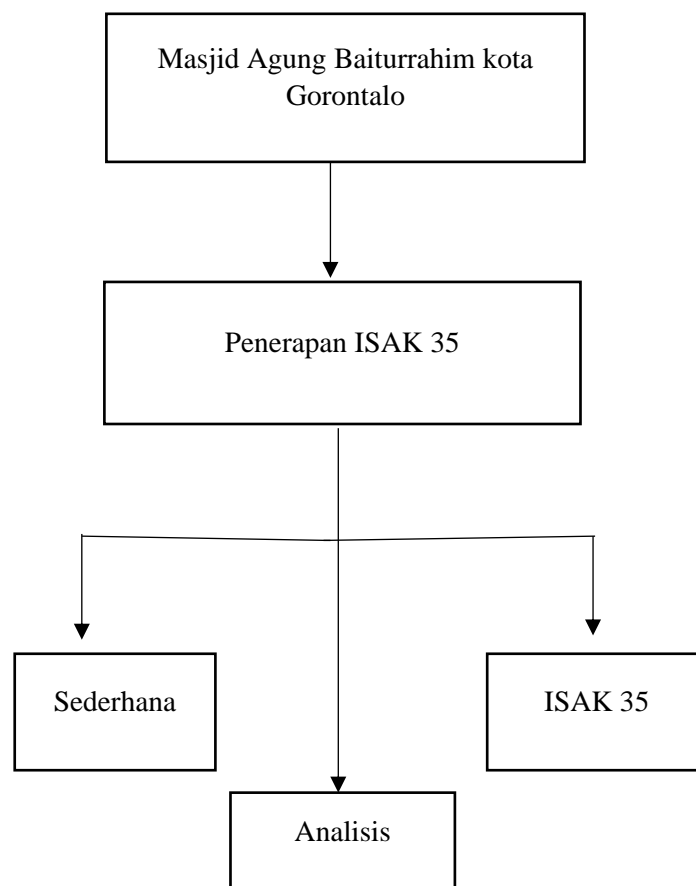 Masjid Agung Baiturrahim kota
Gorontalo
Penerapan ISAK 35
Sederhana
ISAK 35
Analisis